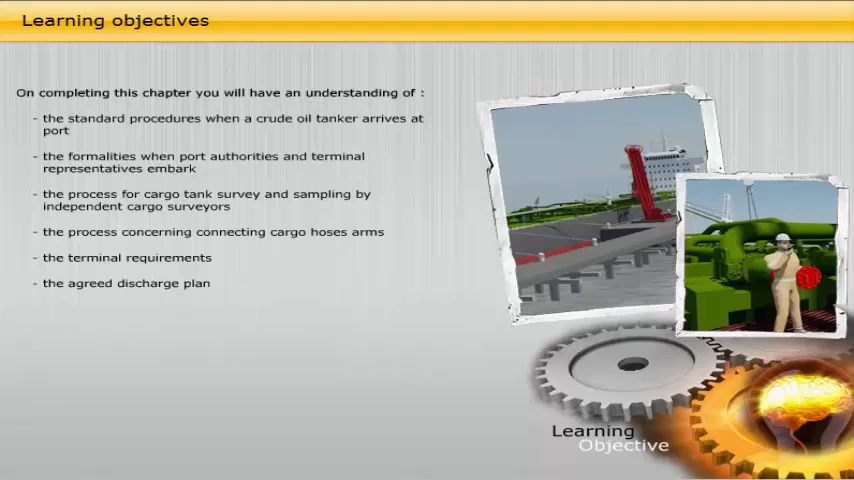 Learning objectives
On completing this chapter you will have an understanding of :
- the standard procedures when a crude oil tanker arrives at
port
- the formalities when port authorities and terminal
representatives embark
- the process for cargo tank survey and sampling by
independent cargo surveyors
- the process concerning connecting cargo hoses arms
- the terminal requirements
- the agreed discharge plan
Learning
Objective